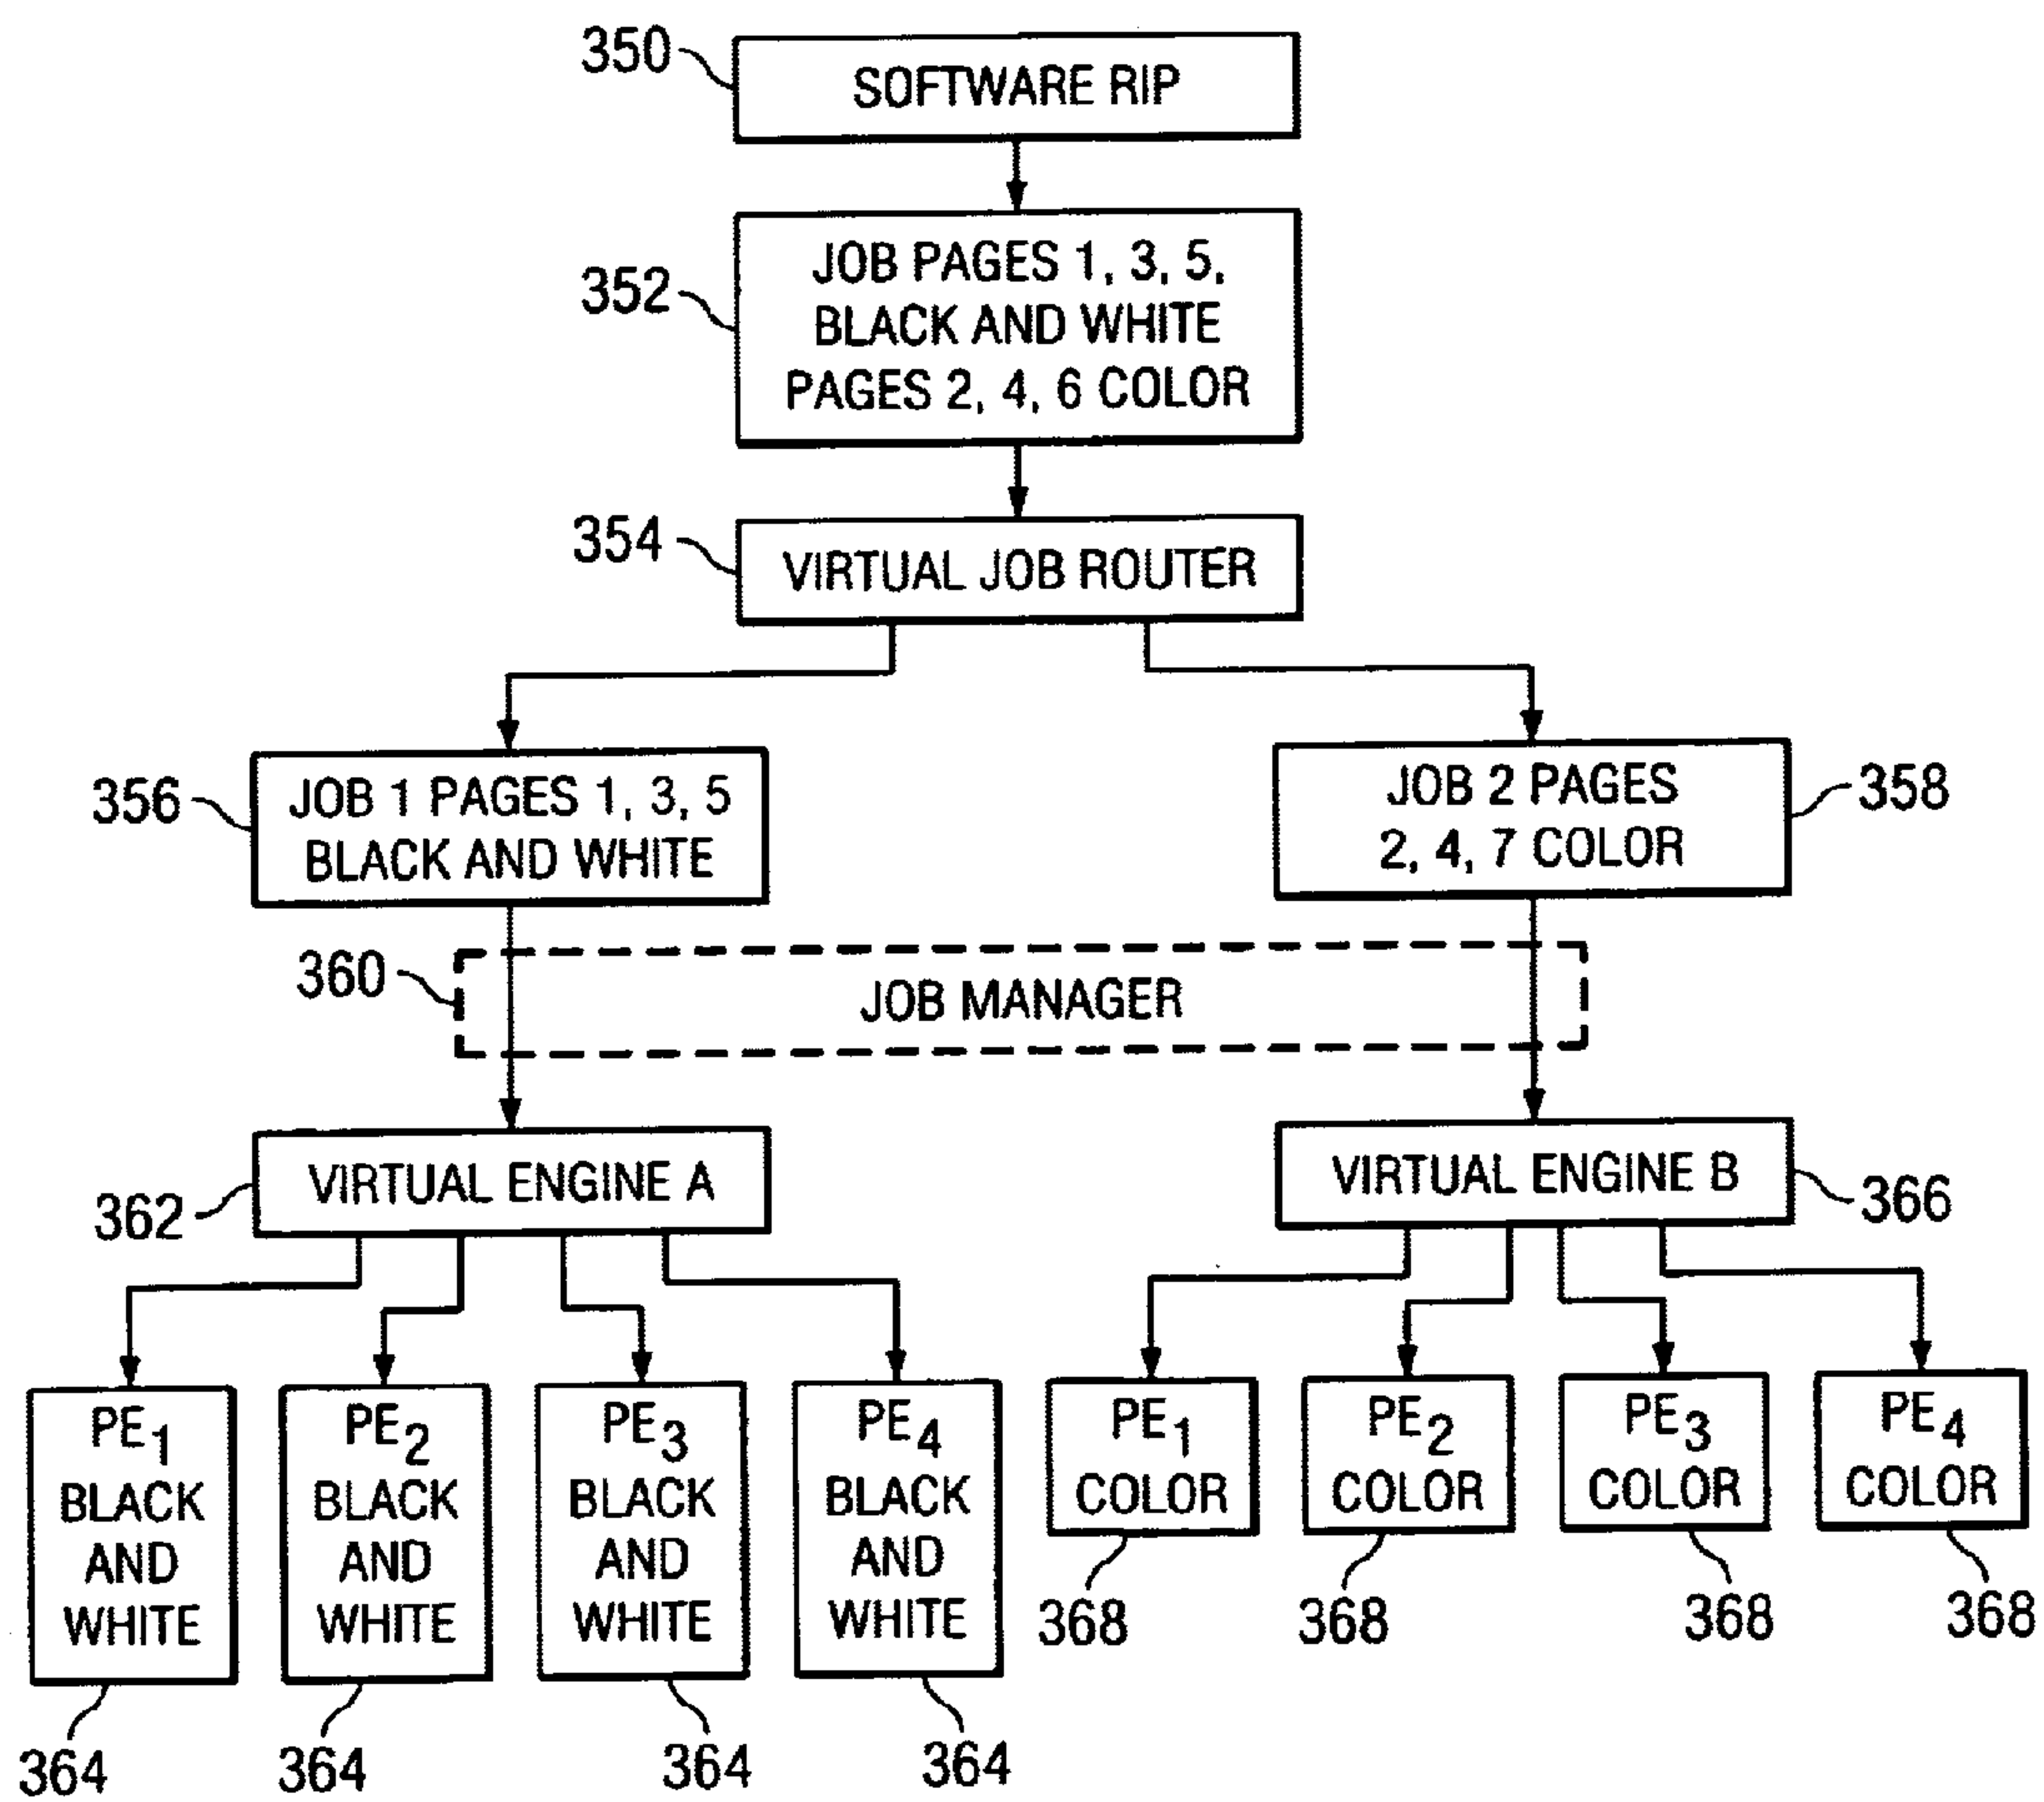 350
SOFTWARE RIP
352
JOB PAGES 1, 3, 5,
BLACK AND WHITE
PAGES 2, 4, 6 COLOR
354
VIRTUAL JOB ROUTER
356
JOB 1 PAGES 1, 3, 5
BLACK AND WHITE
JOB 2 PAGES
2, 4, 7 COLOR
358
360
JOB MANAGER
362
VIRTUAL ENGINE A
VIRTUAL ENGINE B
366
PE1
BLACK
AND
WHITE
PE2
BLACK
AND
WHITE
PE3
BLACK
AND
WHITE
PE4
BLACK
AND
WHITE
PE1
COLOR
PE2
COLOR
PE3
COLOR
PE4
COLOR
364
364
364
364
368
368
368
368